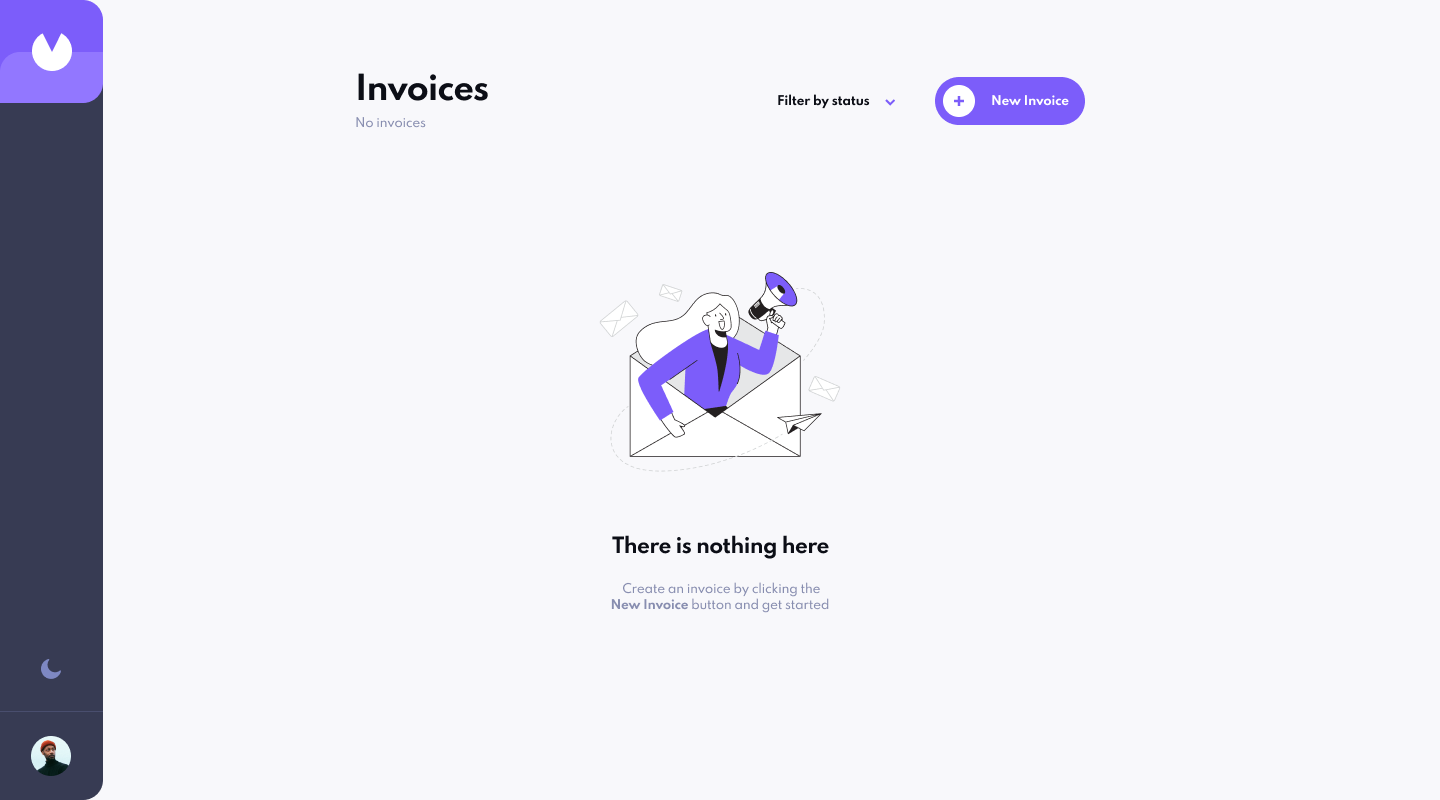 Invoices
No invoices
Filter by status
New Invoice
There is nothing here
Create an invoice by clicking the
New Invoice button and get started